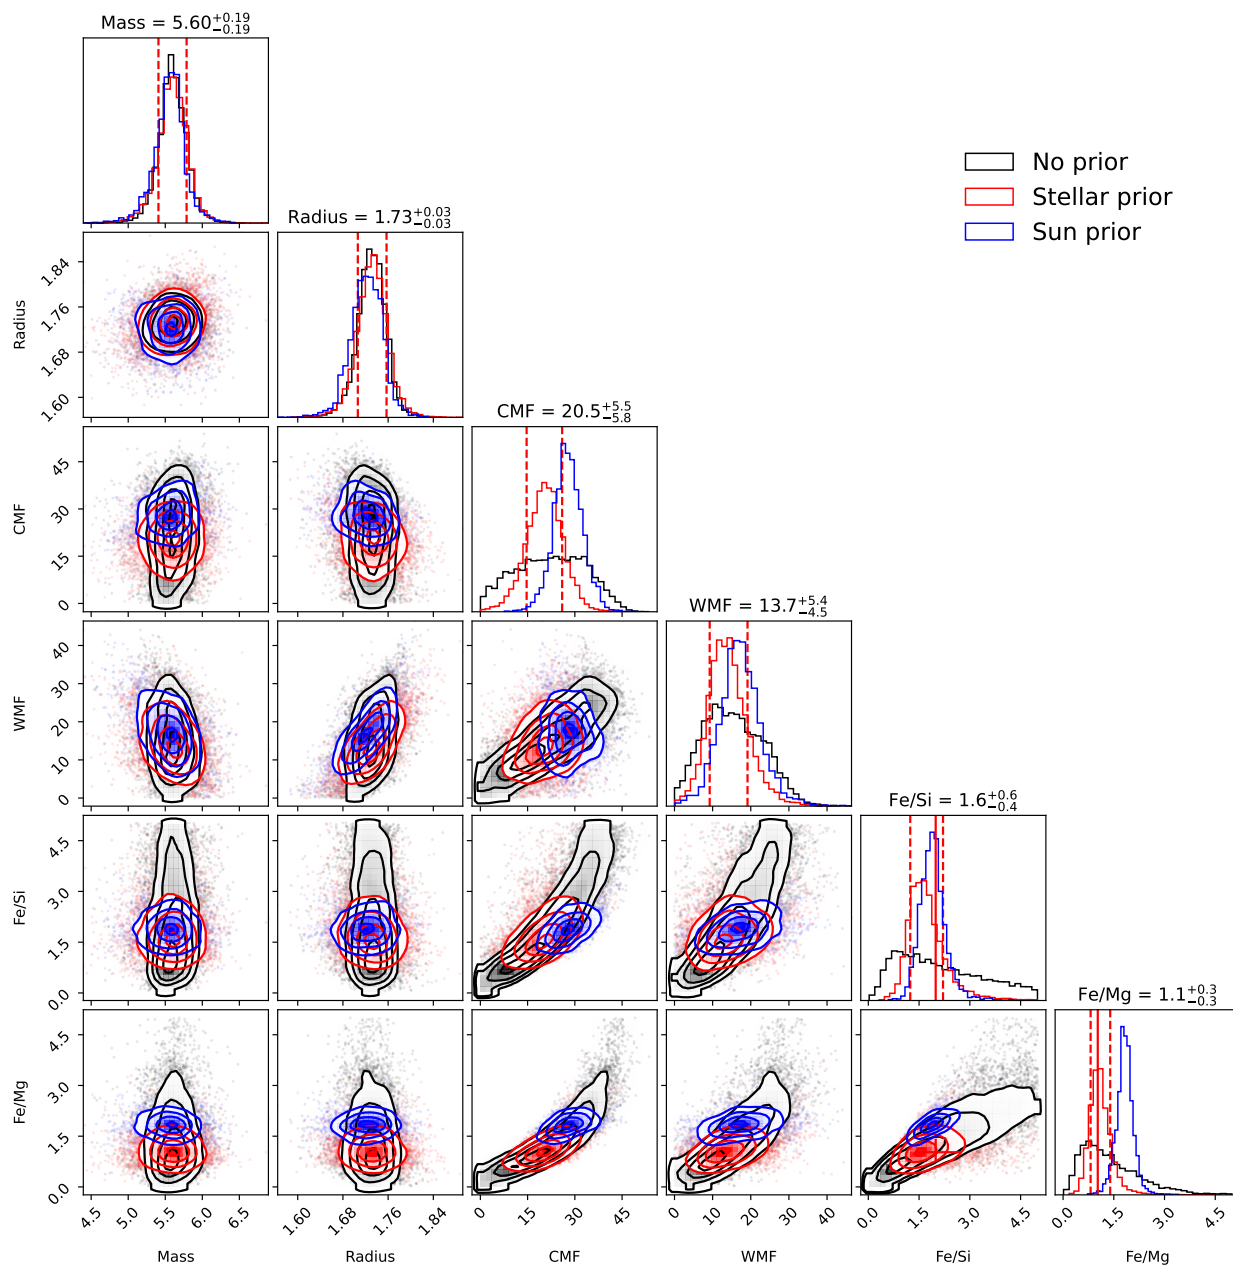 Mass = 5.60+0.19−0.19
Radius = 1.73+0.03−0.03
CMF = 20.5+5.5−5.8
WMF = 13.7+5.4−4.5
Fe/Si = 1.6+0.6−0.4
Fe/Mg = 1.1+0.3−0.3
No prior
Stellar prior
Sun prior
Radius
1.84
1.76
1.68
1.60
CMF
45
30
15
0
WMF
40
30
20
10
0
Fe/Si
4.5
3.0
1.5
0.0
Fe/Mg
4.5
3.0
1.5
0.0
4.5 5.0 5.5 6.0 6.5
1.60 1.68 1.76 1.84
0 15 30 45
0 10 20 30 40
0.0 1.5 3.0 4.5
0.0 1.5 3.0 4.5
Mass Radius CMF WMF Fe/Si Fe/Mg